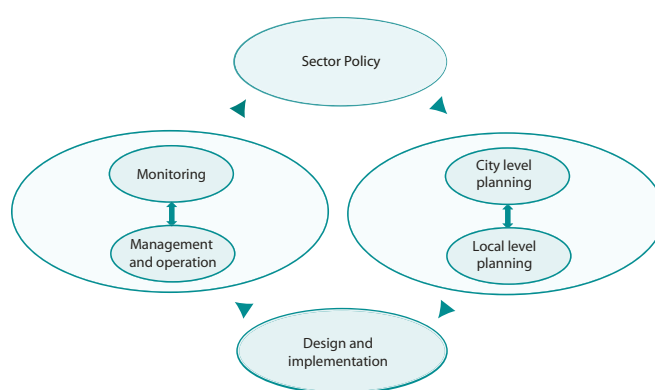 Sector Policy
Monitoring
Management
and operation
City level
planning
Local level
planning
Design and
implementation